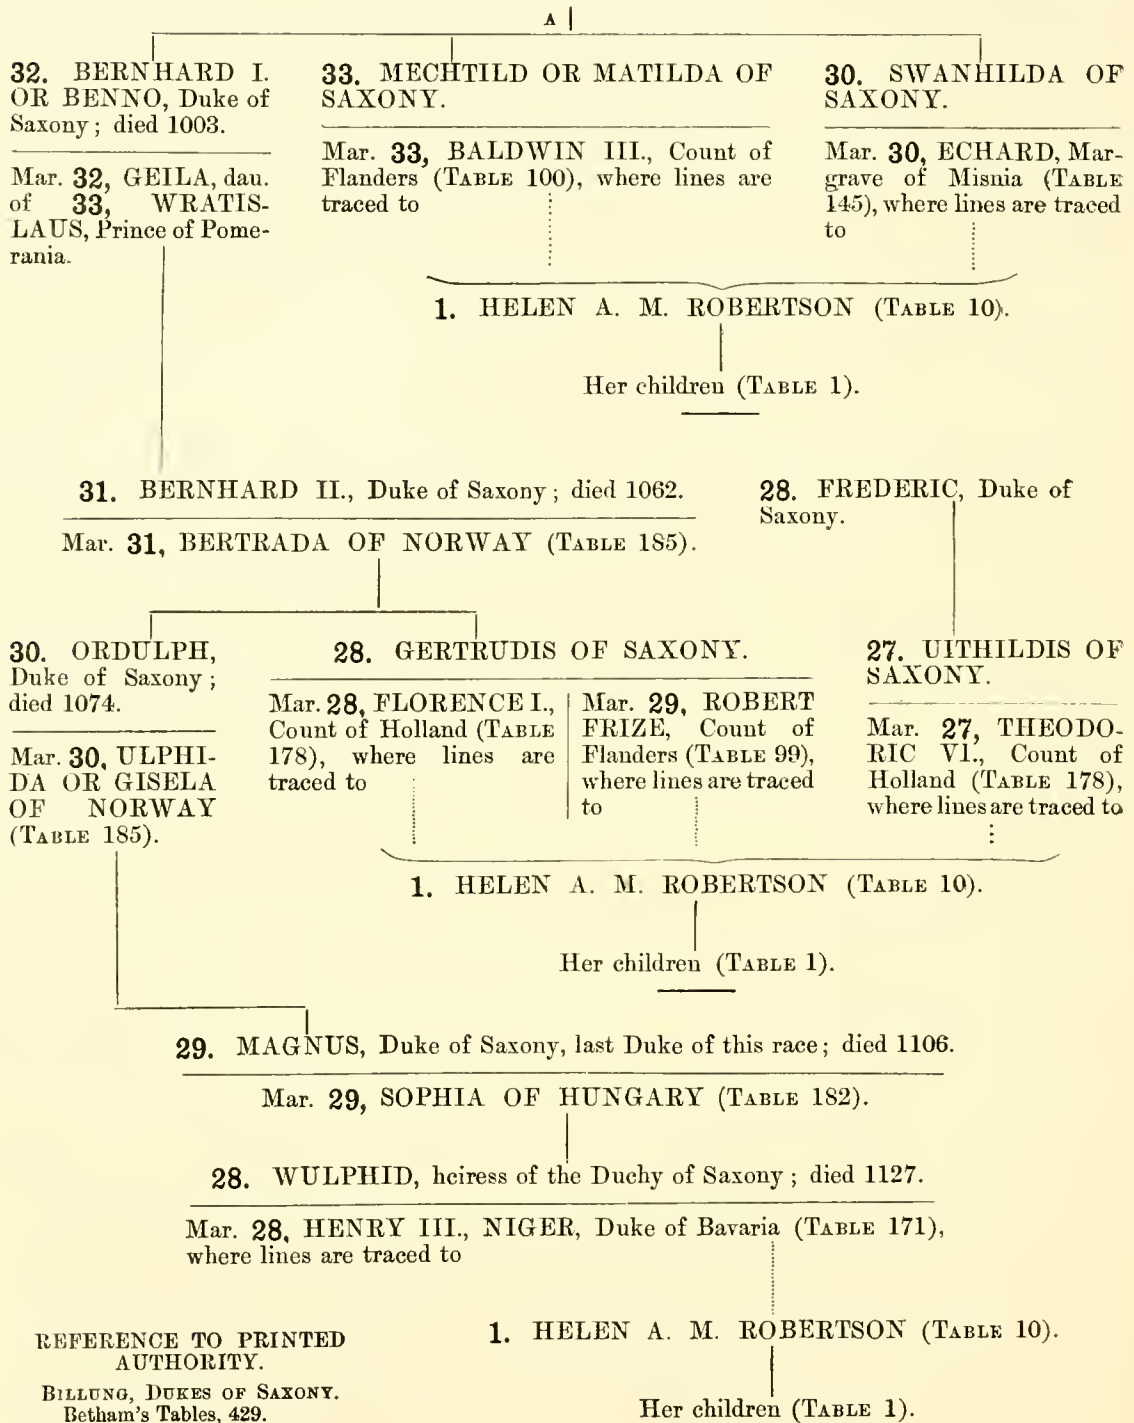 A
32. BERNHARD I.
OR BENNO, Duke of
Saxony; died 1003.
Mar. 32, GEILA, dau.
of 33, WRATIS-
LAUS, Prince of Pome-
rania.
33. MECHTILD OR MATILDA OF
SAXONY.
Mar. 33, BALDWIN III., Count of
Flanders (TABLE 100), where lines are
traced to
30. SWANHILDA OF
SAXONY.
Mar. 30, ECHARD, Mar-
grave of Misnia (TABLE
145), where lines are traced
to
1. HELEN A. M. ROBERTSON (TABLE 10).
Her children (TABLE 1).
31. BERNHARD II., Duke of Saxony; died 1062.
Mar. 31, BERTRADA OF NORWAY (TABLE 185).
28. FREDERIC, Duke of
Saxony.
30. ORDULPH,
Duke of Saxony;
died 1074.
Mar. 30, ULPHI-
DA OR GISELA
OF NORWAY
(TABLE 185).
28. GERTRUDIS OF SAXONY.
Mar. 28, FLORENCE I.,
Count of Holland (TABLE
178), where lines are
traced to
Mar. 29, ROBERT
FRIZE, Count of
Flanders (TABLE 99),
where lines are traced
to
27. UITHILDIS OF
SAXONY.
Mar. 27, THEODO-
RIC VI., Count of
Holland (TABLE 178),
where lines are traced to
1. HELEN A. M. ROBERTSON (TABLE 10).
Her children (TABLE 1).
29. MAGNUS, Duke of Saxony, last Duke of this race; died 1106.
Mar. 29, SOPHIA OF HUNGARY (TABLE 182).
28. WULPHID, heiress of the Duchy of Saxony; died 1127.
Mar. 28, HENRY III., NIGER, Duke of Bavaria (TABLE 171),
where lines are traced to
1. HELEN A. M. ROBERTSON (TABLE 10).
Her children (TABLE 1).
REFERENCE TO PRINTED
AUTHORITY.
BILLUNG, DUKES OF SAXONY.
Betham's Tables, 429.